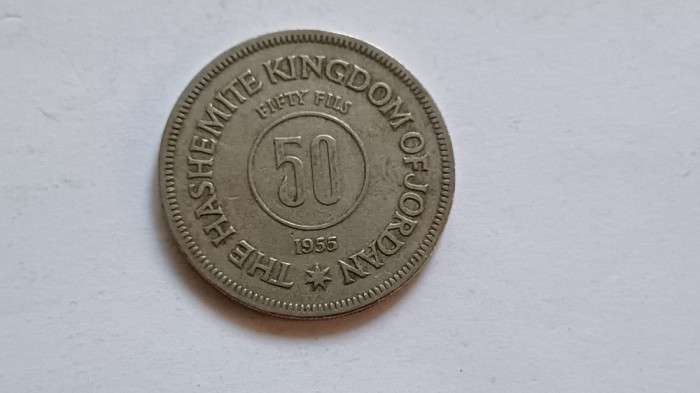 THE HASHEMITE KINGDOM OF JORDAN
FIFTY FILS
50
1955